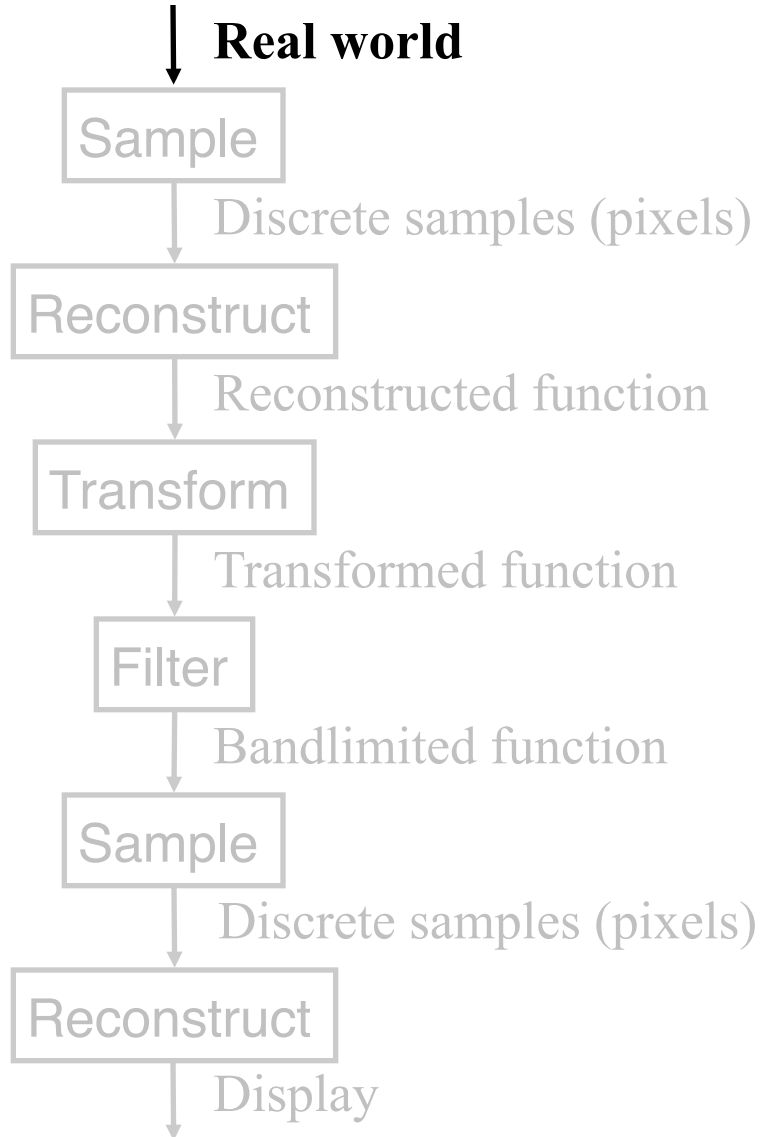 Real world
Sample
Discrete samples (pixels)
Reconstruct
Reconstructed function
Transform
Transformed function
Filter
Bandlimited function
Sample
Discrete samples (pixels)
Reconstruct
Display